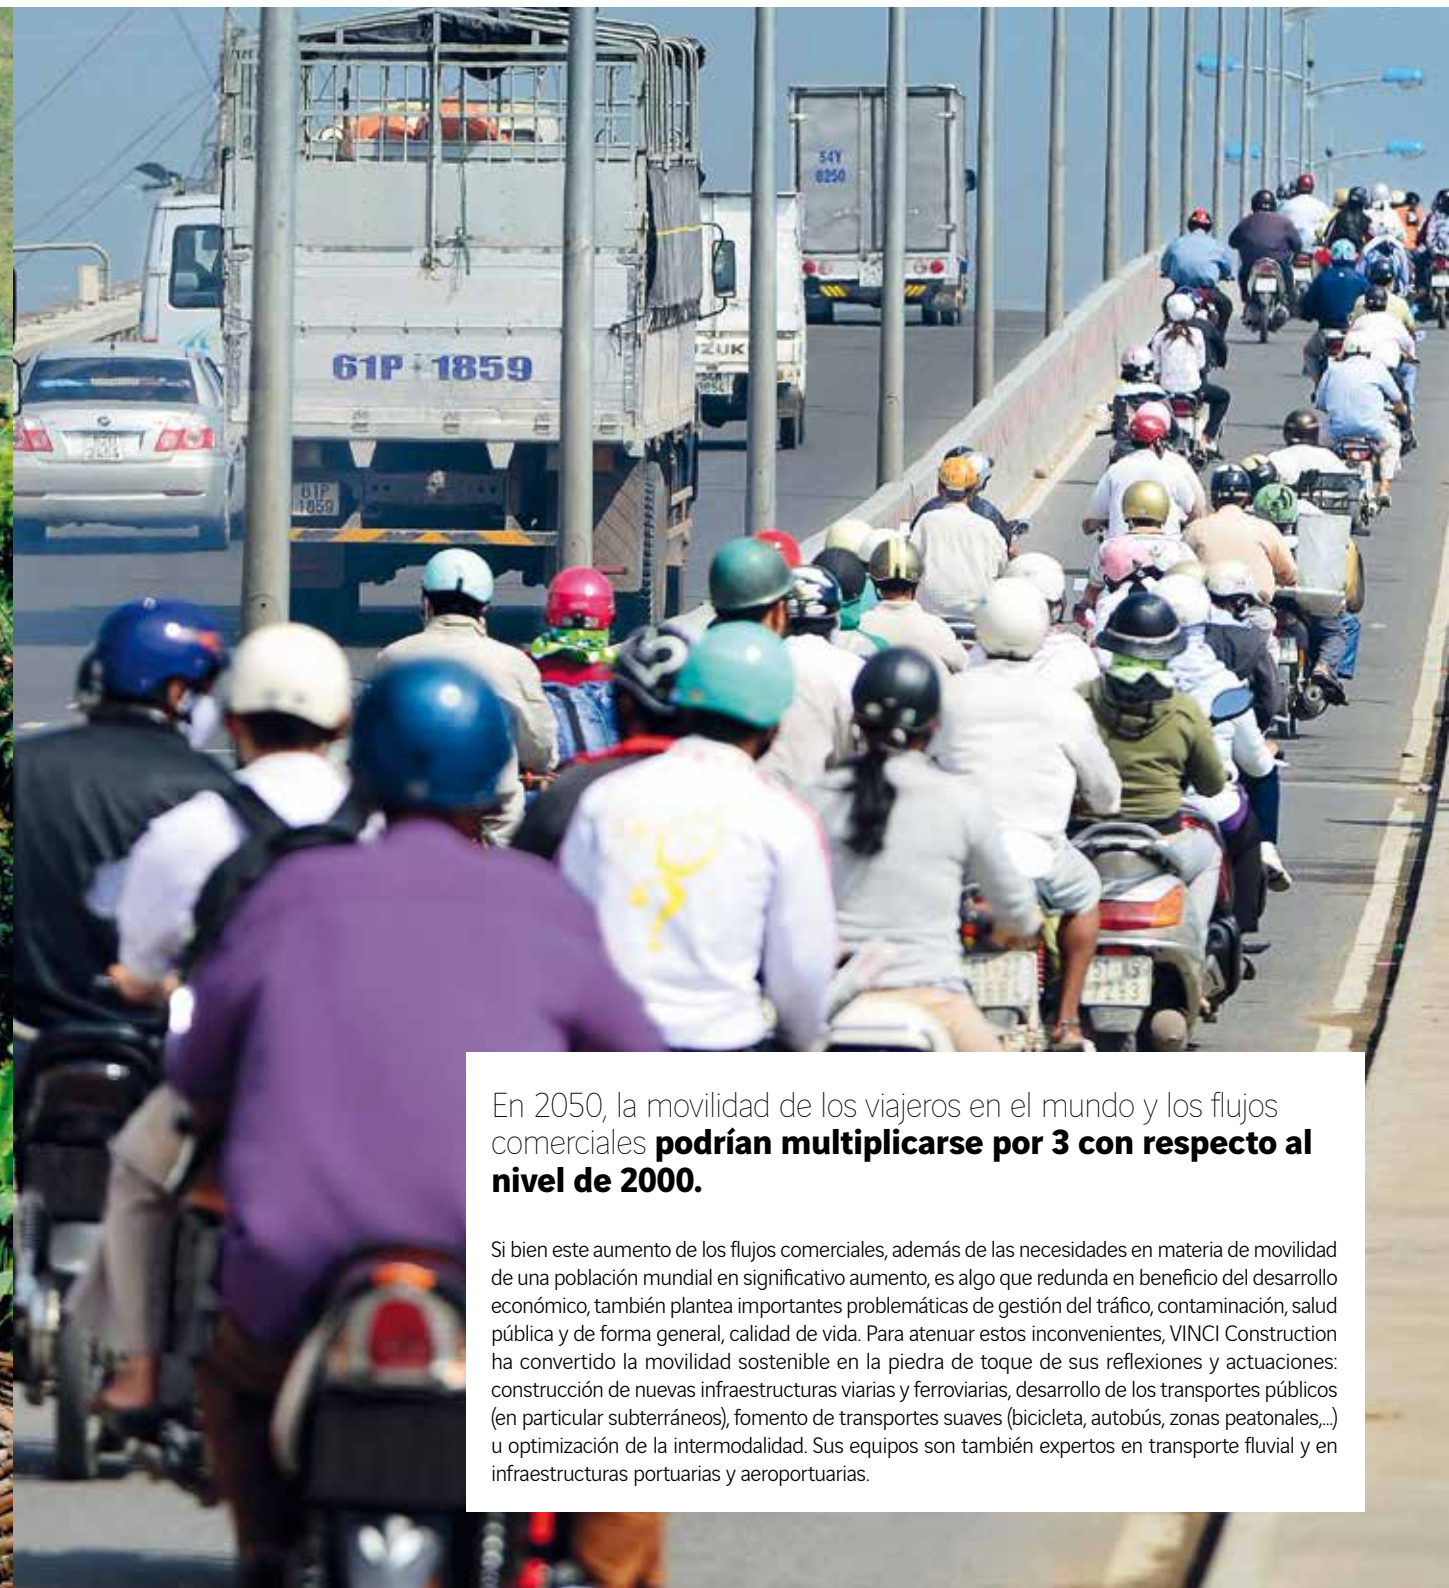 54Y
0250
UZUK
61P 1859
61P
1859
51 X5
7213
En 2050, la movilidad de los viajeros en el mundo y los flujos
comerciales podrían multiplicarse por 3 con respecto al
nivel de 2000.
Si bien este aumento de los flujos comerciales, además de las necesidades en materia de movilidad
de una población mundial en significativo aumento, es algo que redunda en beneficio del desarrollo
económico, también plantea importantes problemáticas de gestión del tráfico, contaminación, salud
pública y de forma general, calidad de vida. Para atenuar estos inconvenientes, VINCI Construction
ha convertido la movilidad sostenible en la piedra de toque de sus reflexiones y actuaciones:
construcción de nuevas infraestructuras viarias y ferroviarias, desarrollo de los transportes públicos
(en particular subterráneos), fomento de transportes suaves (bicicleta, autobús, zonas peatonales,...)
u optimización de la intermodalidad. Sus equipos son también expertos en transporte fluvial y en
infraestructuras portuarias y aeroportuarias.